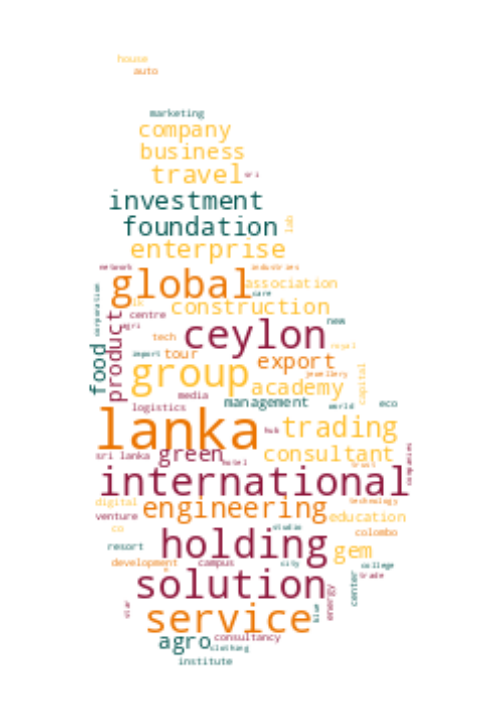 house
auto
marketing
company
business
travel
sri
investment
foundation
lab
enterprise
network
industries
global
association
care
corporation
construction
centre
new
agri
product
ceylon
tech
royal
import
tour
export
food
group
jewellery
academy
capital
media
management
world
eco
logistics
lanka
hub
trading
sri lanka
green
consultant
hotel
trust
international
digital
engineering
technology
venture
education
co
studio
colombo
holding
resort
gem
development
campus
city
college
trade
solution
center
energy
star
blue
service
agro
consultancy
clothing
institute